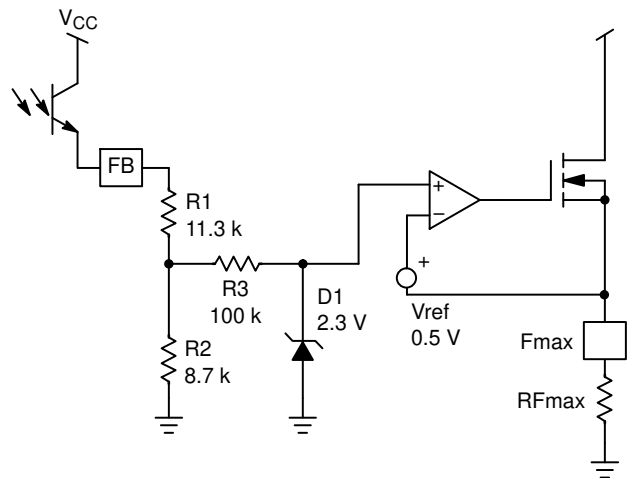 VCC
FB
R1
11.3 k
R3
100 k
D1
2.3 V
R2
8.7 k
+
−
+
Vref
0.5 V
Fmax
RFmax